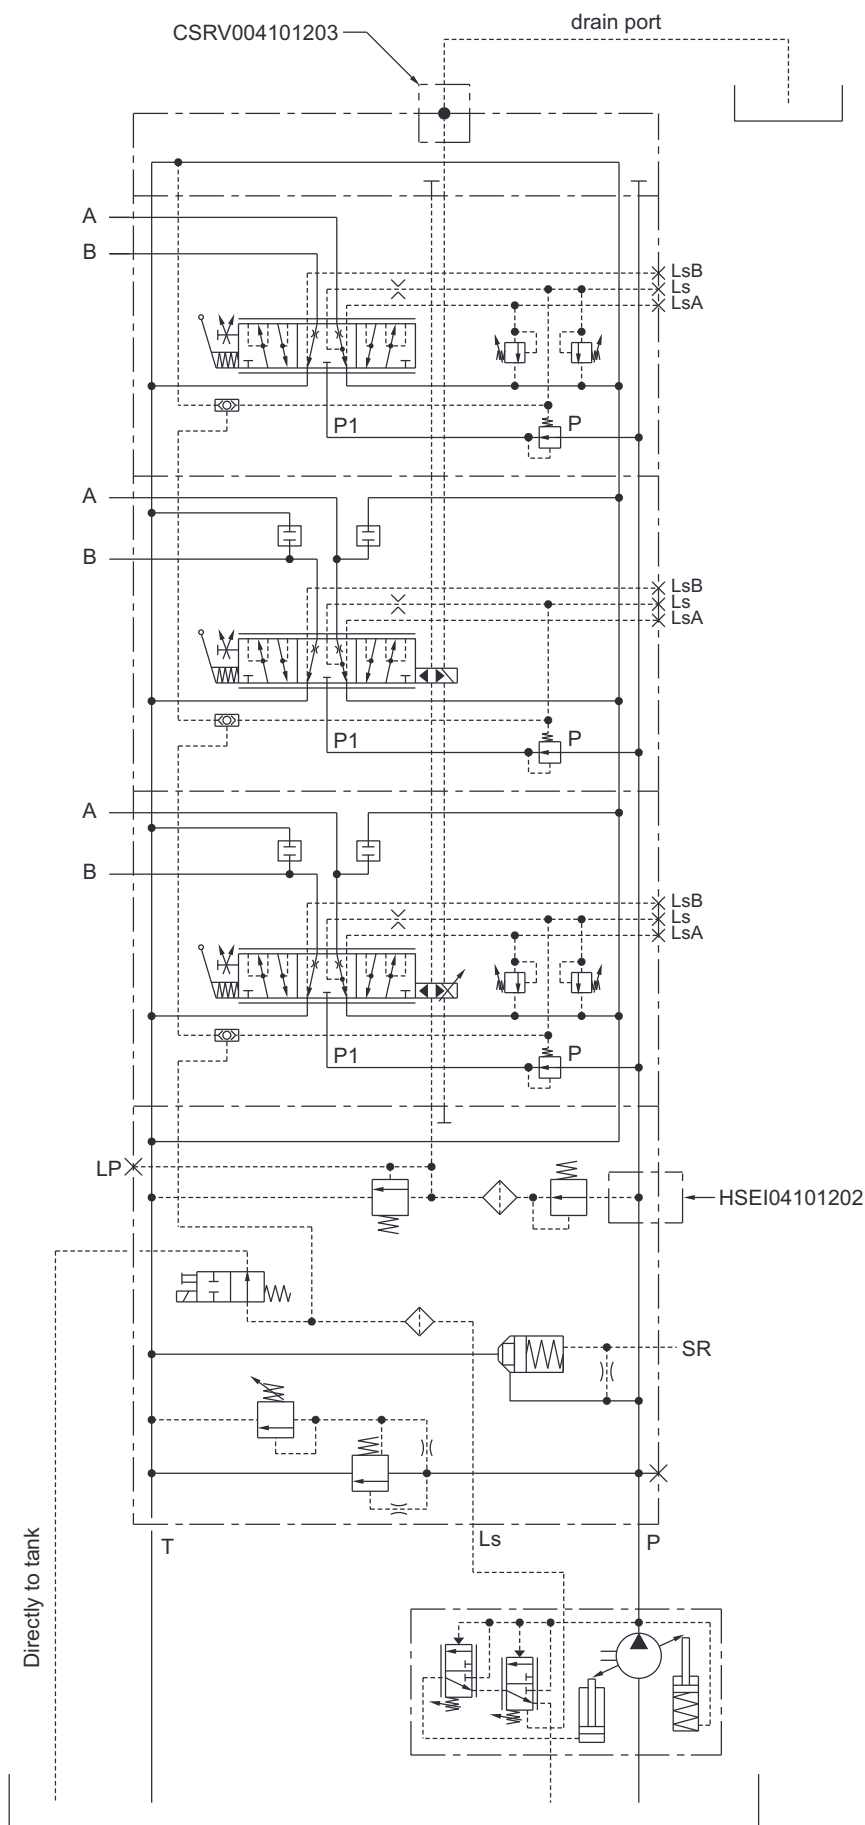 drain port
CSRV004101203
A
B
LsB
Ls
LsA
P1
P
A
B
LsB
Ls
LsA
P1
P
A
B
LsB
Ls
LsA
P1
P
LP
HSEI04101202
SR
Directly to tank
T
Ls
P